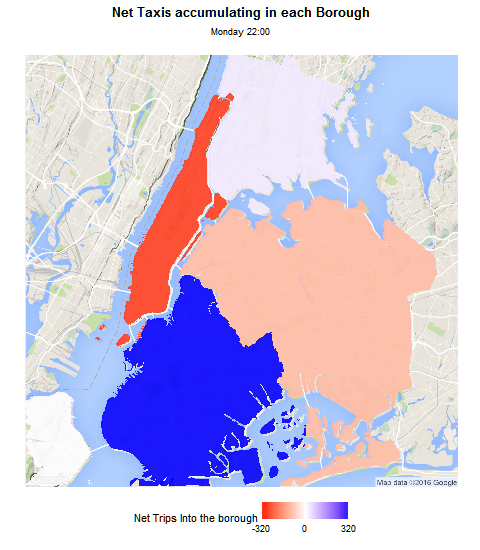 Net Taxis accumulating in each Borough
Monday 22:00
Map data ©2016 Google
Net Trips Into the borough
-320 0 320